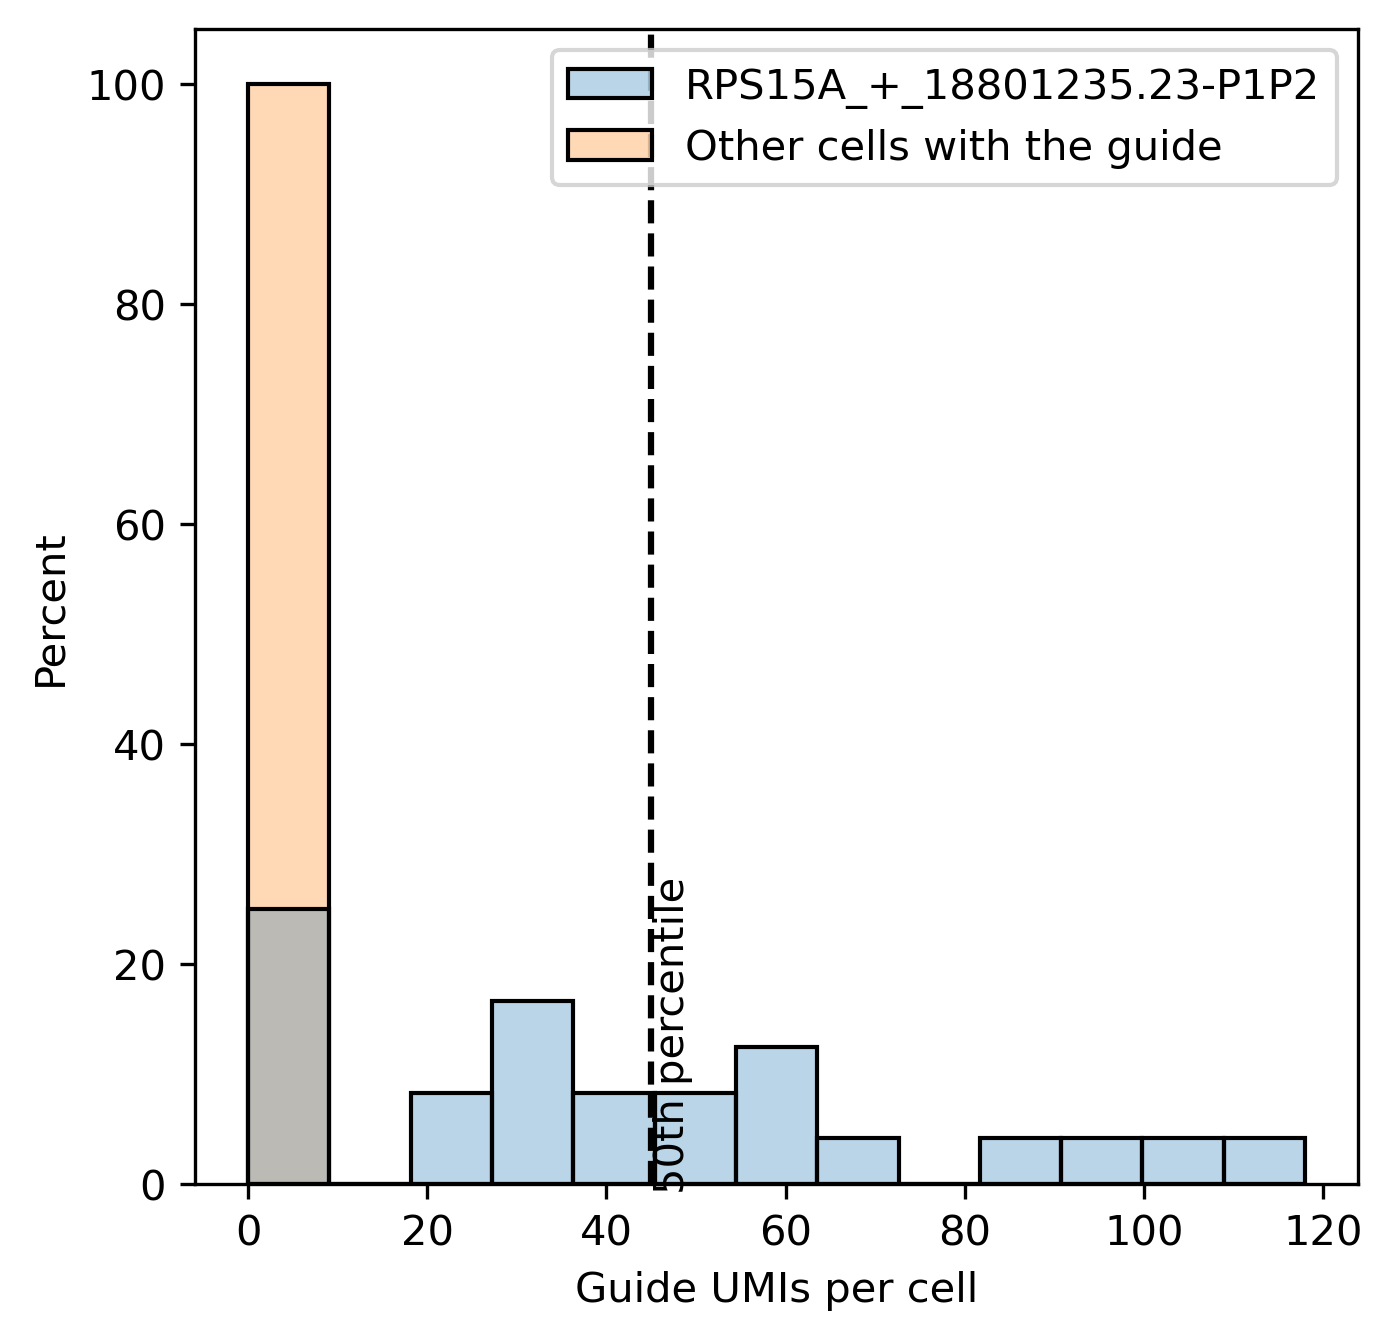 RPS15A_+_18801235.23-P1P2
Other cells with the guide
100
80
60
40
20
0
Percent
50th percentile
0 20 40 60 80 100 120
Guide UMIs per cell